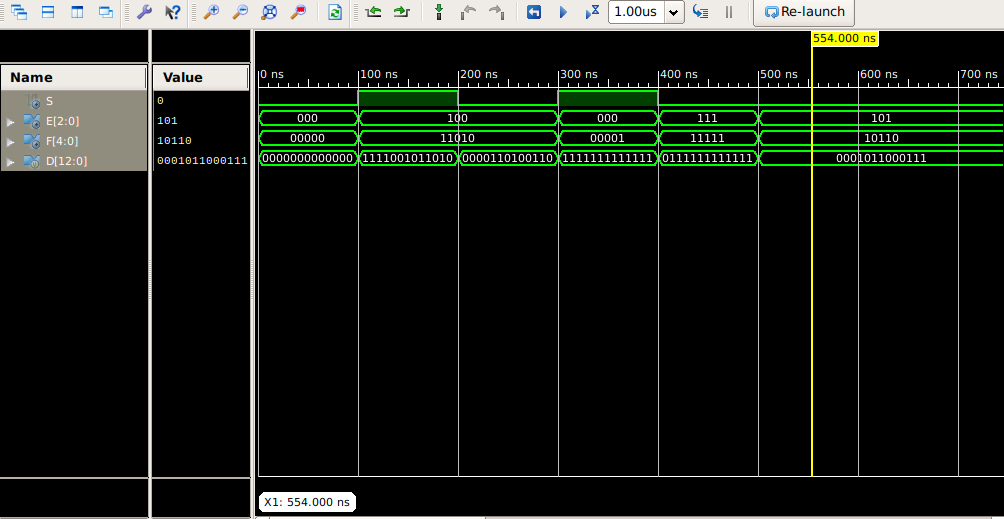 1.00us
Re-launch
554.000 ns
Name Value
0 ns 100 ns 200 ns 300 ns 400 ns 500 ns 600 ns 700 ns
S 0
E[2:0] 101 000 100 000 111 101
F[4:0] 10110 00000 11010 00001 11111 10110
D[12:0] 0001011000111 0000000000000 1111001011010 0000110100110 1111111111111 0111111111111 0001011000111
X1: 554.000 ns